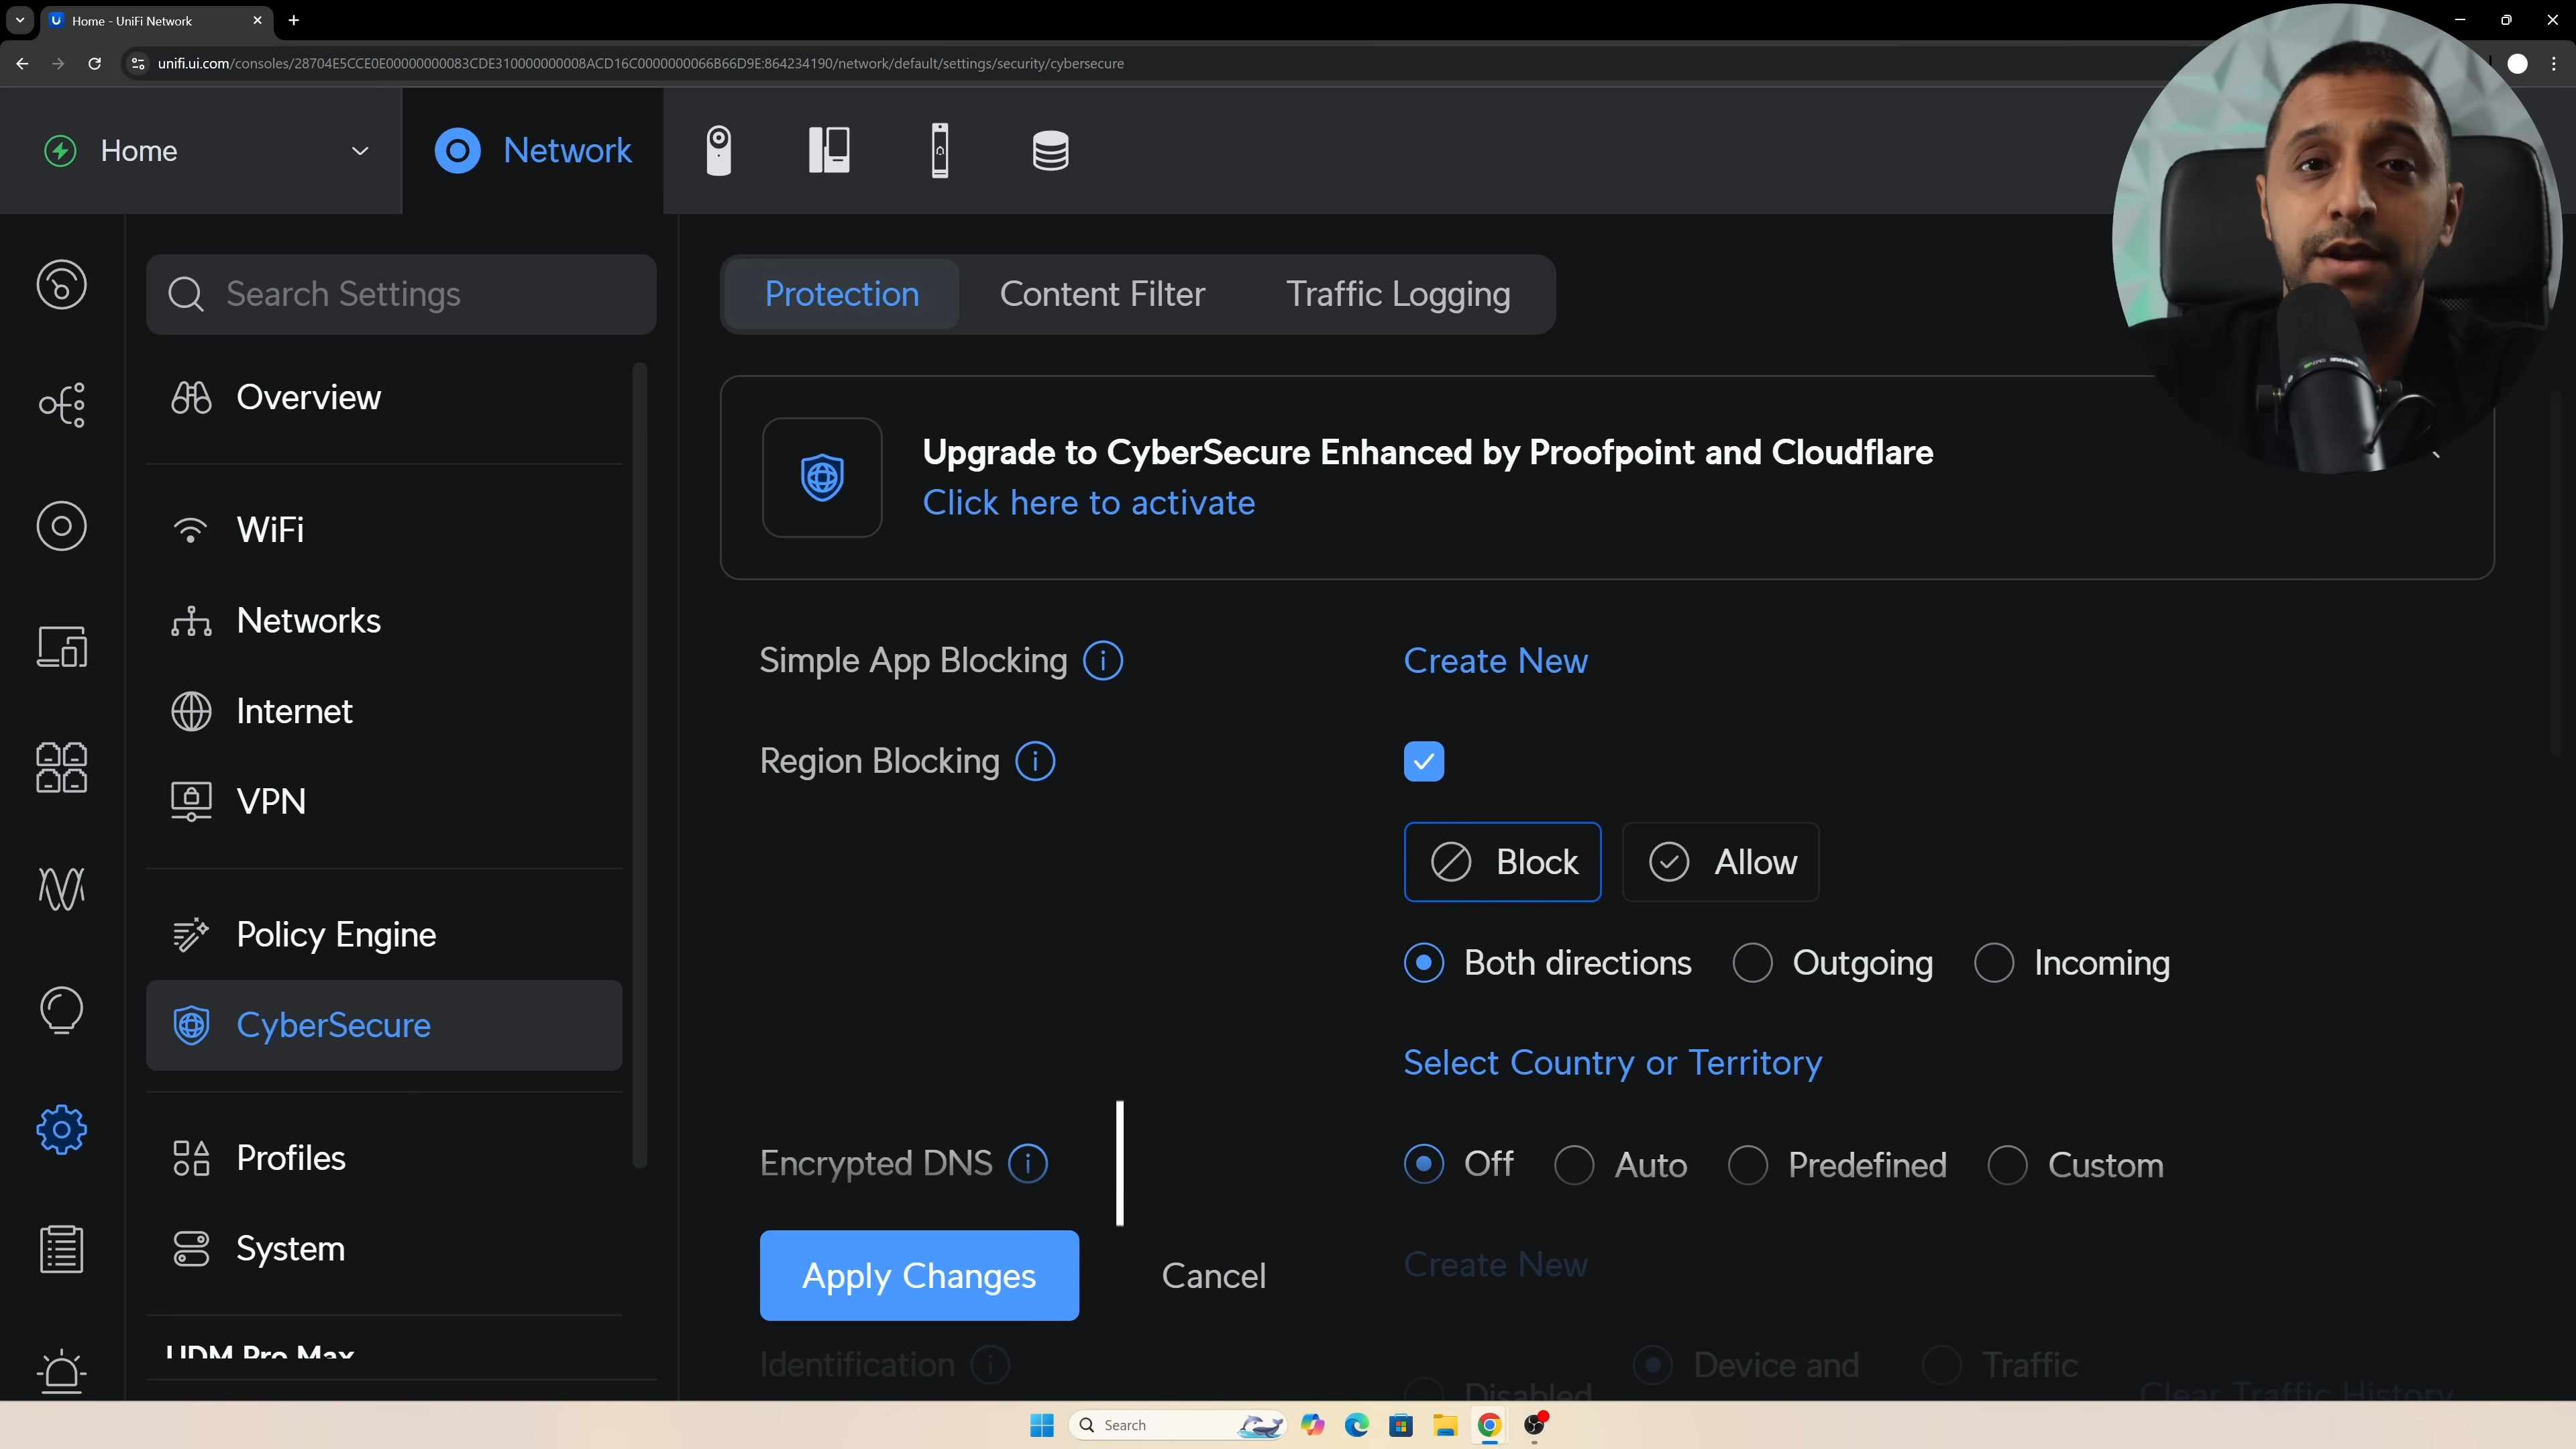 Home - UniFi Network
unifi.ui.com/consoles/28704E5CCE0E00000000083CDE310000000008ACD16C0000000066B66D9E:864234190/network/default/settings/security/cybersecure
Home
Network
Search Settings
Overview
WiFi
Networks
Internet
VPN
Policy Engine
CyberSecure
Profiles
System
UDM Pro Max
Protection
Content Filter
Traffic Logging
Upgrade to CyberSecure Enhanced by Proofpoint and Cloudflare
Click here to activate
Simple App Blocking
Create New
Region Blocking
Block
Allow
Both directions
Outgoing
Incoming
Select Country or Territory
Encrypted DNS
Off
Auto
Predefined
Custom
Create New
Apply Changes
Cancel
Identification
Disabled
Device and
Traffic
Clear Traffic History
Search